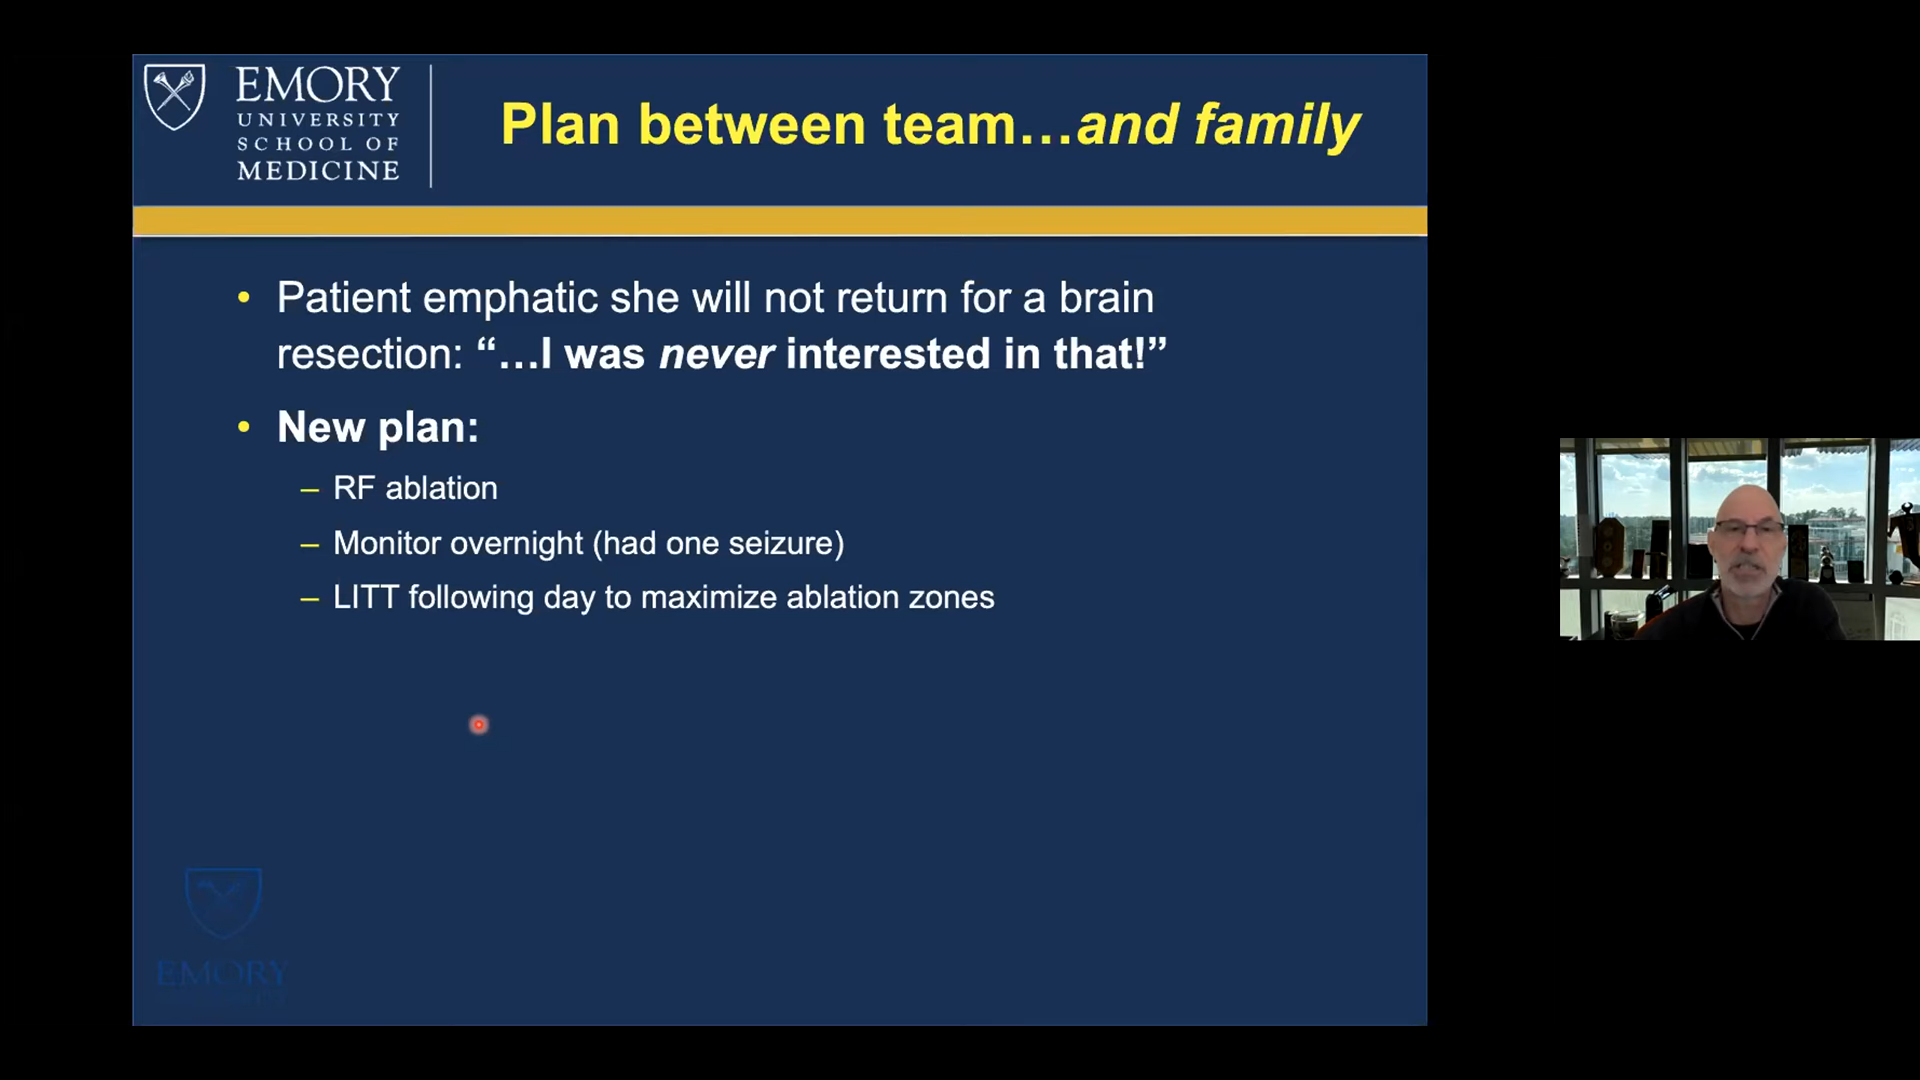 EMORY
UNIVERSITY
SCHOOL OF
MEDICINE
Plan between team…and family
• Patient emphatic she will not return for a brain
resection: “…I was never interested in that!”
• New plan:
– RF ablation
– Monitor overnight (had one seizure)
– LITT following day to maximize ablation zones
EMORY